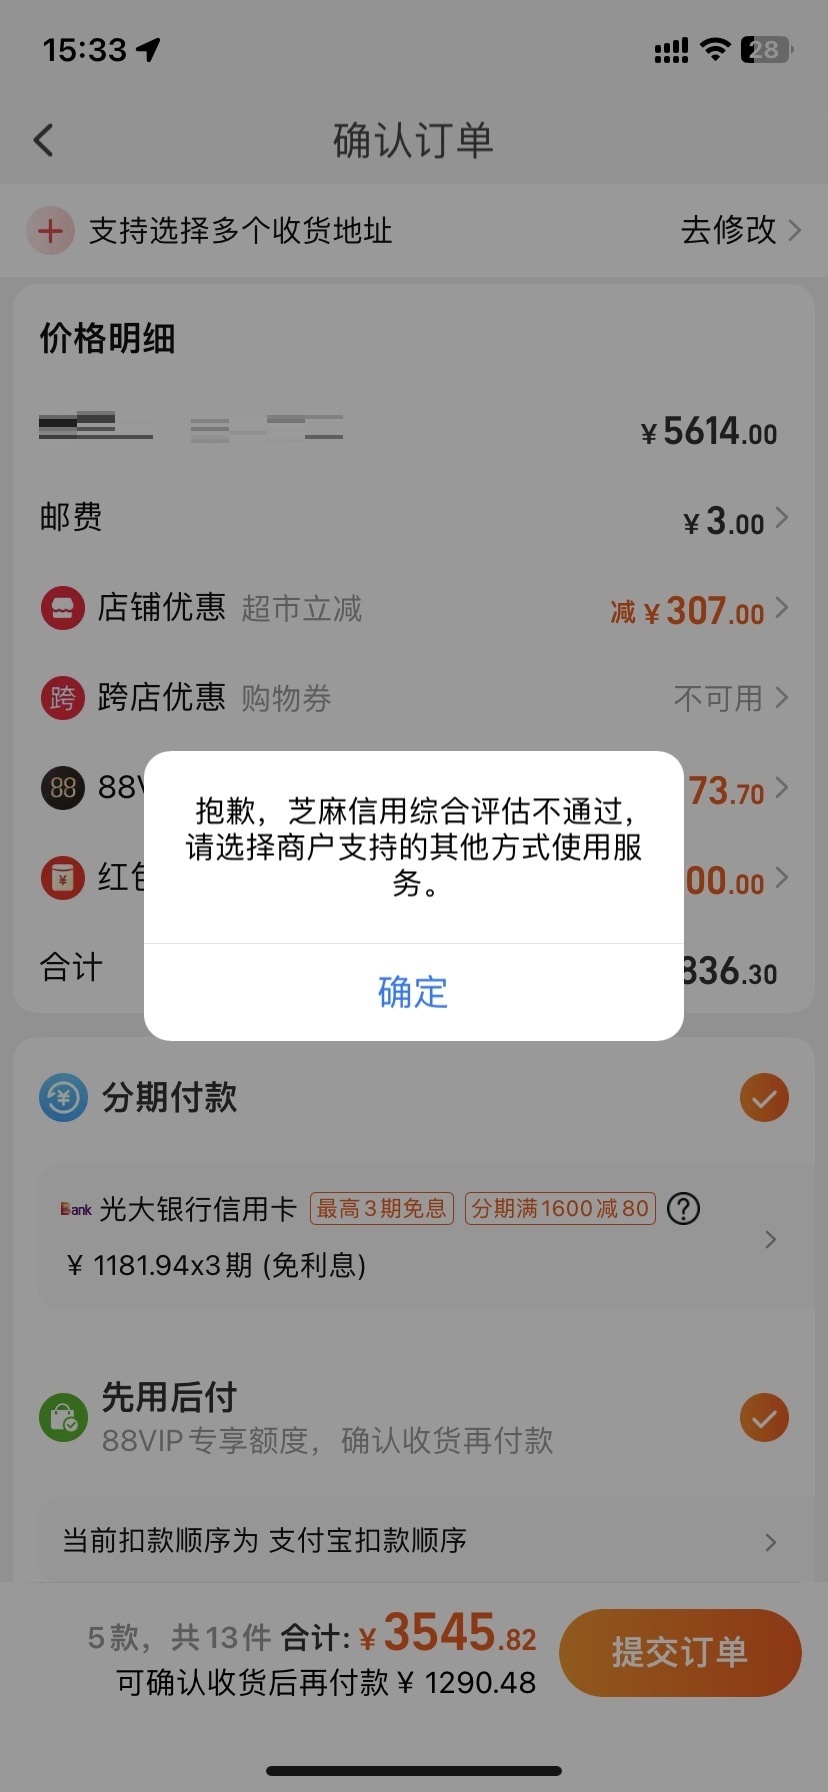 15:33
28
确认订单
支持选择多个收货地址
去修改
价格明细
¥5614.00
邮费
¥3.00
店铺优惠 超市立减
减¥307.00
跨 跨店优惠 购物券
不可用
88 88
73.70
¥ 红包
00.00
合计
836.30
抱歉，芝麻信用综合评估不通过，
请选择商户支持的其他方式使用服
务。
确定
¥ 分期付款
Bank 光大银行信用卡 最高3期免息 分期满1600减80 ?
¥ 1181.94x3期 (免利息)
先用后付
88VIP专享额度，确认收货再付款
当前扣款顺序为 支付宝扣款顺序
5款，共13件 合计:¥3545.82
可确认收货后再付款¥ 1290.48
提交订单